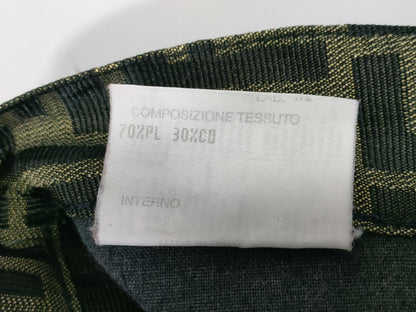 COMPOSIZIONE TESSUTO
70%PL 30%CO
INTERNO